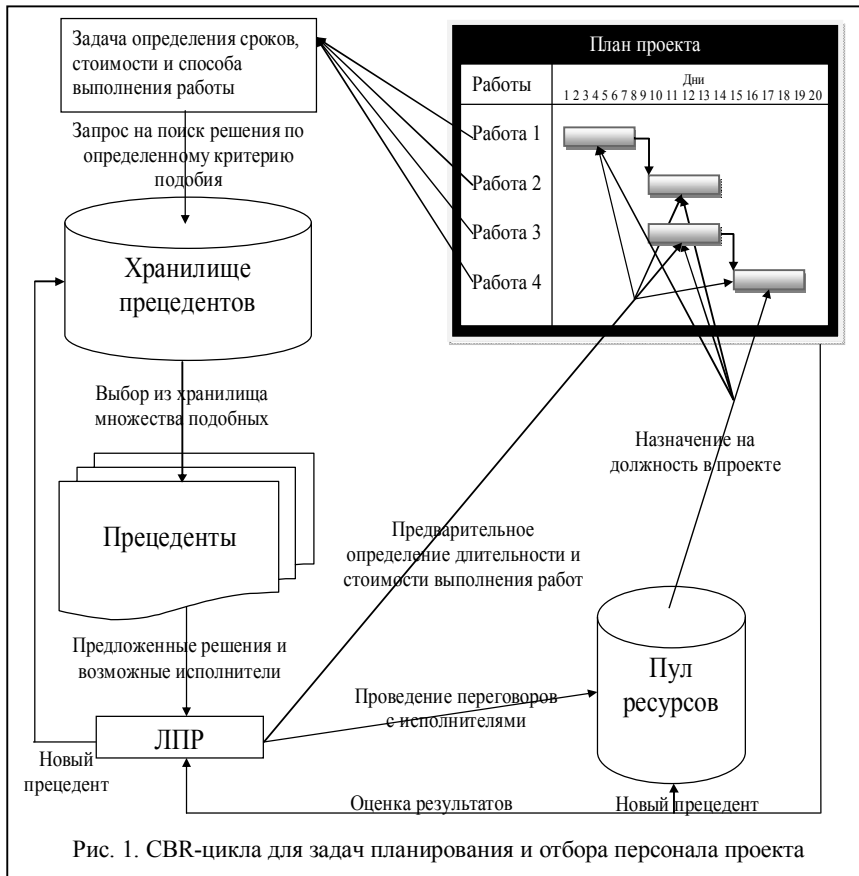 Задача определения сроков,
стоимости и способа
выполнения работы
План проекта
Работы
Дни
1 2 3 4 5 6 7 8 9 10 11 12 13 14 15 16 17 18 19 20
Работа 1
Работа 2
Работа 3
Работа 4
Запрос на поиск решения по
определенному критерию
подобия
Хранилище
прецедентов
Выбор из хранилища
множества подобных
Назначение на
должность в проекте
Прецеденты
Предварительное
определение длительности и
стоимости выполнения работ
Предложенные решения и
возможные исполнители
Пул
ресурсов
Проведение переговоров
с исполнителями
ЛПР
Новый
прецедент
Оценка результатов
Новый прецедент
Рис. 1. CBR-цикла для задач планирования и отбора персонала проекта